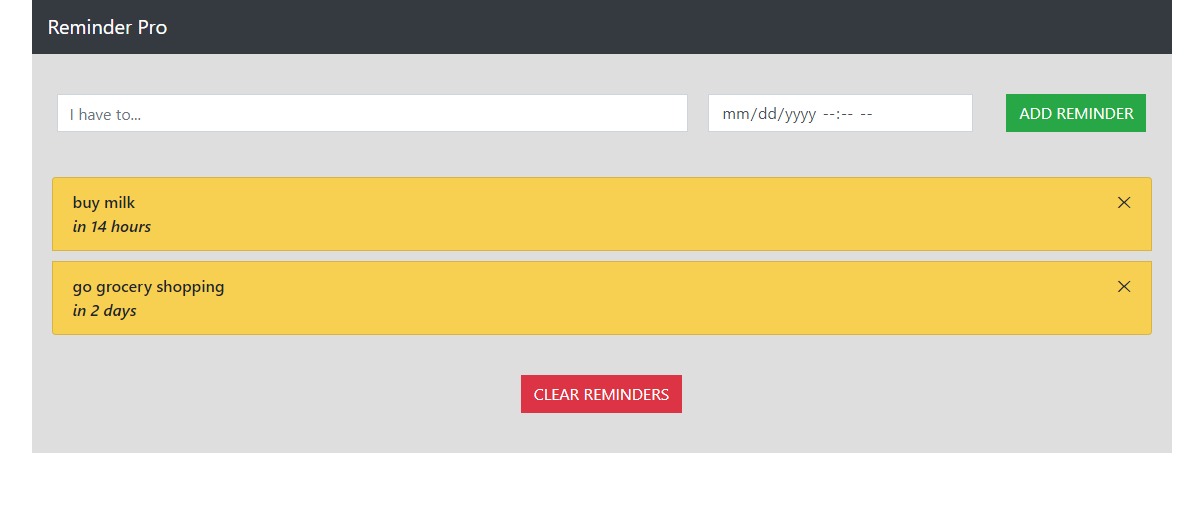 Reminder Pro
I have to...
mm/dd/yyyy --:-- --
ADD REMINDER
buy milk
in 14 hours
go grocery shopping
in 2 days
CLEAR REMINDERS